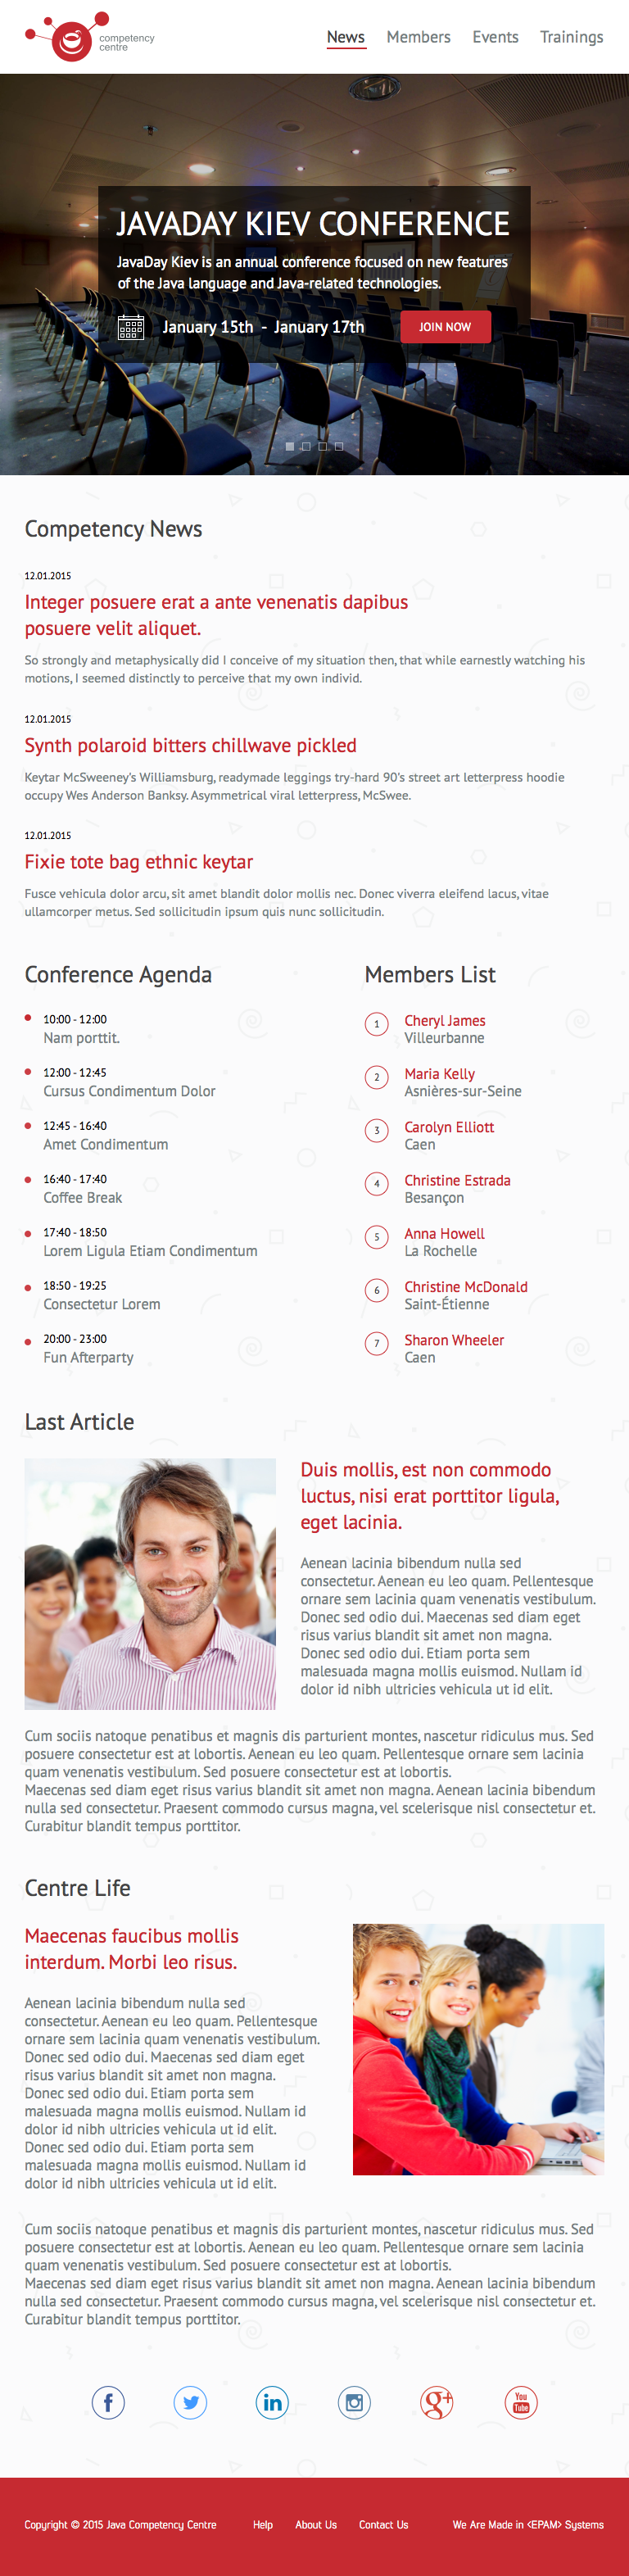 competency
centre
News Members Events Trainings
JAVADAY KIEV CONFERENCE
JavaDay Kiev is an annual conference focused on new features
of the Java language and Java-related technologies.
January 15th - January 17th
JOIN NOW
Competency News
12.01.2015
Integer posuere erat a ante venenatis dapibus
posuere velit aliquet.
So strongly and metaphysically did I conceive of my situation then, that while earnestly watching his
motions, I seemed distinctly to perceive that my own individ.
12.01.2015
Synth polaroid bitters chillwave pickled
Keytar McSweeney's Williamsburg, readymade leggings try-hard 90's street art letterpress hoodie
occupy Wes Anderson Banksy. Asymmetrical viral letterpress, McSwee.
12.01.2015
Fixie tote bag ethnic keytar
Fusce vehicula dolor arcu, sit amet blandit dolor mollis nec. Donec viverra eleifend lacus, vitae
ullamcorper metus. Sed sollicitudin ipsum quis nunc sollicitudin.
Conference Agenda
10:00 - 12:00
Nam porttit.
12:00 - 12:45
Cursus Condimentum Dolor
12:45 - 16:40
Amet Condimentum
16:40 - 17:40
Coffee Break
17:40 - 18:50
Lorem Ligula Etiam Condimentum
18:50 - 19:25
Consectetur Lorem
20:00 - 23:00
Fun Afterparty
Members List
1 Cheryl James
Villeurbanne
2 Maria Kelly
Asnières-sur-Seine
3 Carolyn Elliott
Caen
4 Christine Estrada
Besançon
5 Anna Howell
La Rochelle
6 Christine McDonald
Saint-Étienne
7 Sharon Wheeler
Caen
Last Article
Duis mollis, est non commodo
luctus, nisi erat porttitor ligula,
eget lacinia.
Aenean lacinia bibendum nulla sed
consectetur. Aenean eu leo quam. Pellentesque
ornare sem lacinia quam venenatis vestibulum.
Donec sed odio dui. Maecenas sed diam eget
risus varius blandit sit amet non magna.
Donec sed odio dui. Etiam porta sem
malesuada magna mollis euismod. Nullam id
dolor id nibh ultricies vehicula ut id elit.
Cum sociis natoque penatibus et magnis dis parturient montes, nascetur ridiculus mus. Sed
posuere consectetur est at lobortis. Aenean eu leo quam. Pellentesque ornare sem lacinia
quam venenatis vestibulum. Sed posuere consectetur est at lobortis.
Maecenas sed diam eget risus varius blandit sit amet non magna. Aenean lacinia bibendum
nulla sed consectetur. Praesent commodo cursus magna, vel scelerisque nisl consectetur et.
Curabitur blandit tempus porttitor.
Centre Life
Maecenas faucibus mollis
interdum. Morbi leo risus.
Aenean lacinia bibendum nulla sed
consectetur. Aenean eu leo quam. Pellentesque
ornare sem lacinia quam venenatis vestibulum.
Donec sed odio dui. Maecenas sed diam eget
risus varius blandit sit amet non magna.
Donec sed odio dui. Etiam porta sem
malesuada magna mollis euismod. Nullam id
dolor id nibh ultricies vehicula ut id elit.
Donec sed odio dui. Etiam porta sem
malesuada magna mollis euismod. Nullam id
dolor id nibh ultricies vehicula ut id elit.
Cum sociis natoque penatibus et magnis dis parturient montes, nascetur ridiculus mus. Sed
posuere consectetur est at lobortis. Aenean eu leo quam. Pellentesque ornare sem lacinia
quam venenatis vestibulum. Sed posuere consectetur est at lobortis.
Maecenas sed diam eget risus varius blandit sit amet non magna. Aenean lacinia bibendum
nulla sed consectetur. Praesent commodo cursus magna, vel scelerisque nisl consectetur et.
Curabitur blandit tempus porttitor.
f in g+ You
Tube
Copyright © 2015 Java Competency Centre Help About Us Contact Us We Are Made in <EPAM> Systems